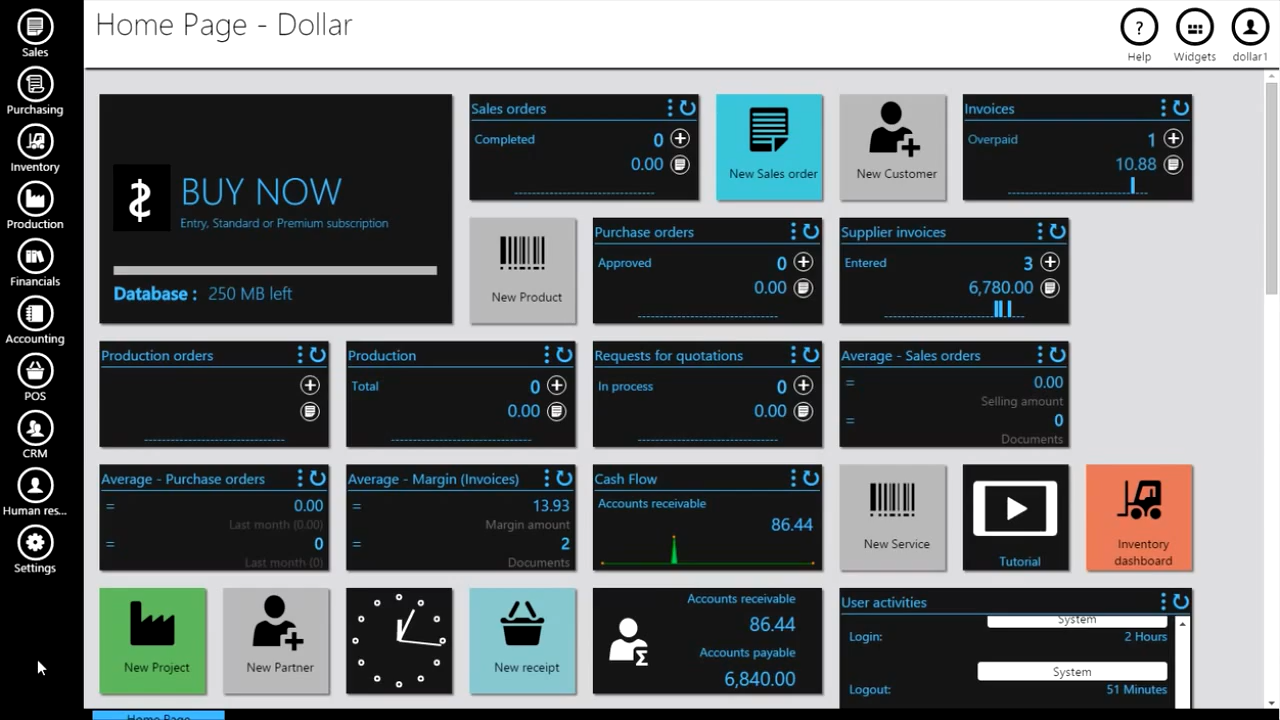 Sales
Purchasing
Inventory
Production
Financials
Accounting
POS
CRM
Human res...
Settings
Home Page - Dollar
?
Help
Widgets
dollar1
BUY NOW
Entry, Standard or Premium subscription
Database : 250 MB left
Sales orders
Completed 0
0.00
New Sales order
New Customer
Invoices
Overpaid 1
10.88
New Product
Purchase orders
Approved 0
0.00
Supplier invoices
Entered 3
6,780.00
Production orders
Production
Total 0
0.00
Requests for quotations
In process 0
0.00
Average - Sales orders
= 0.00
Selling amount
= 0
Documents
Average - Purchase orders
= 0.00
Last month (0.00)
= 0
Last month (0)
Average - Margin (Invoices)
= 13.93
Margin amount
= 2
Documents
Cash Flow
Accounts receivable
86.44
New Service
Tutorial
Inventory
dashboard
New Project
New Partner
New receipt
Accounts receivable
86.44
Accounts payable
6,840.00
User activities
System
Login: 2 Hours
System
Logout: 51 Minutes
Home Page